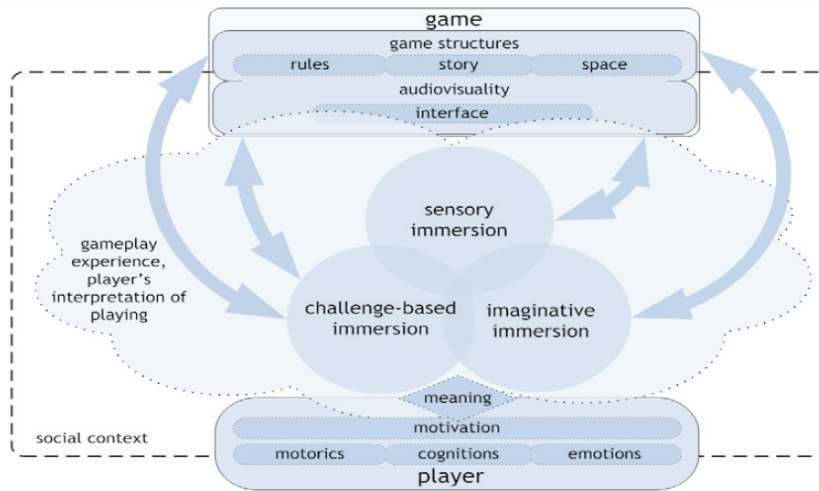 game
game structures
rules story space
audiovisuality
interface
sensory
immersion
gameplay
experience,
player's
interpretation of
playing
challenge-based
immersion
imaginative
immersion
meaning
social context
motivation
motorics cognitions emotions
player